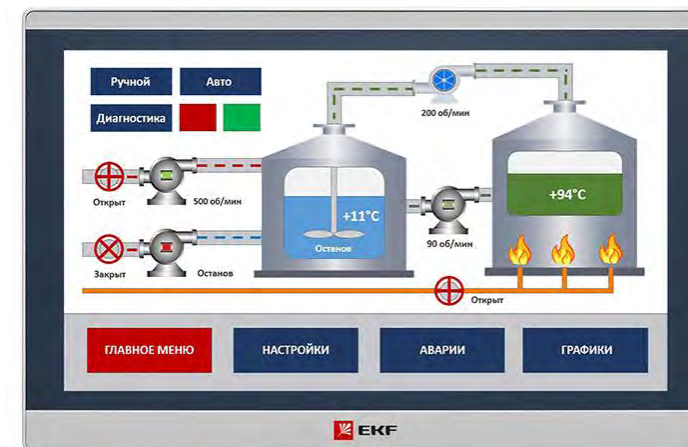 Ручной
Авто
Диагностика
200 об/мин
Открыт
500 об/мин
+11°C
+94°C
Останов
90 об/мин
Закрыт
Останов
Открыт
ГЛАВНОЕ МЕНЮ
НАСТРОЙКИ
АВАРИИ
ГРАФИКИ
EKF